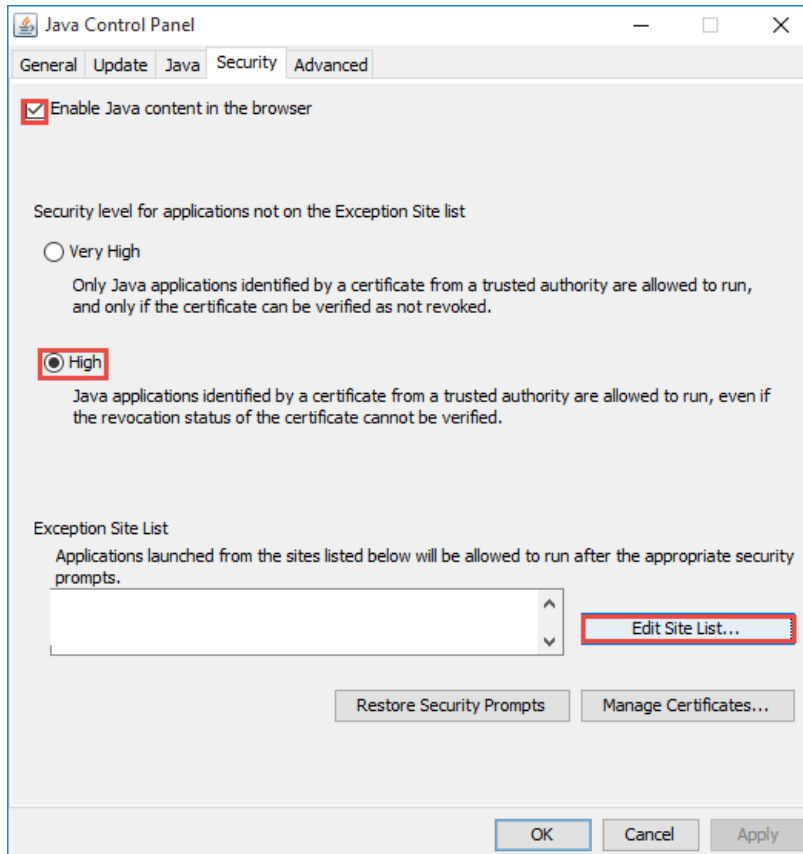 Java Control Panel
General Update Java Security Advanced
Enable Java content in the browser
Security level for applications not on the Exception Site list
Very High
Only Java applications identified by a certificate from a trusted authority are allowed to run,
and only if the certificate can be verified as not revoked.
High
Java applications identified by a certificate from a trusted authority are allowed to run, even if
the revocation status of the certificate cannot be verified.
Exception Site List
Applications launched from the sites listed below will be allowed to run after the appropriate security
prompts.
Edit Site List...
Restore Security Prompts Manage Certificates...
OK Cancel Apply